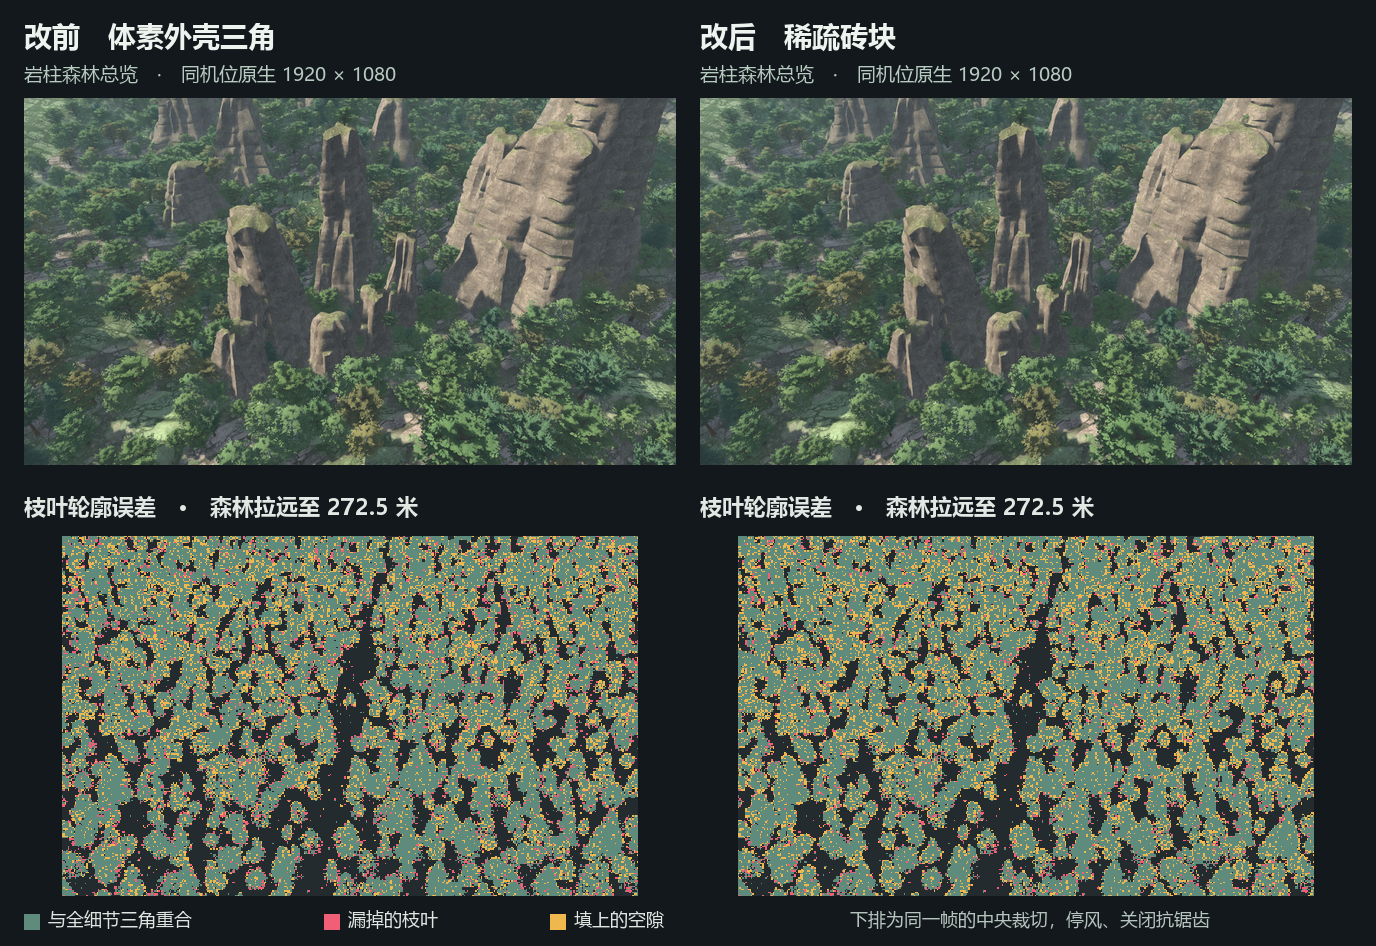 改前　体素外壳三角
岩柱森林总览 · 同机位原生 1920 × 1080
改后　稀疏砖块
岩柱森林总览 · 同机位原生 1920 × 1080
枝叶轮廓误差 • 森林拉远至 272.5 米
枝叶轮廓误差 • 森林拉远至 272.5 米
与全细节三角重合
漏掉的枝叶
填上的空隙
下排为同一帧的中央裁切，停风、关闭抗锯齿